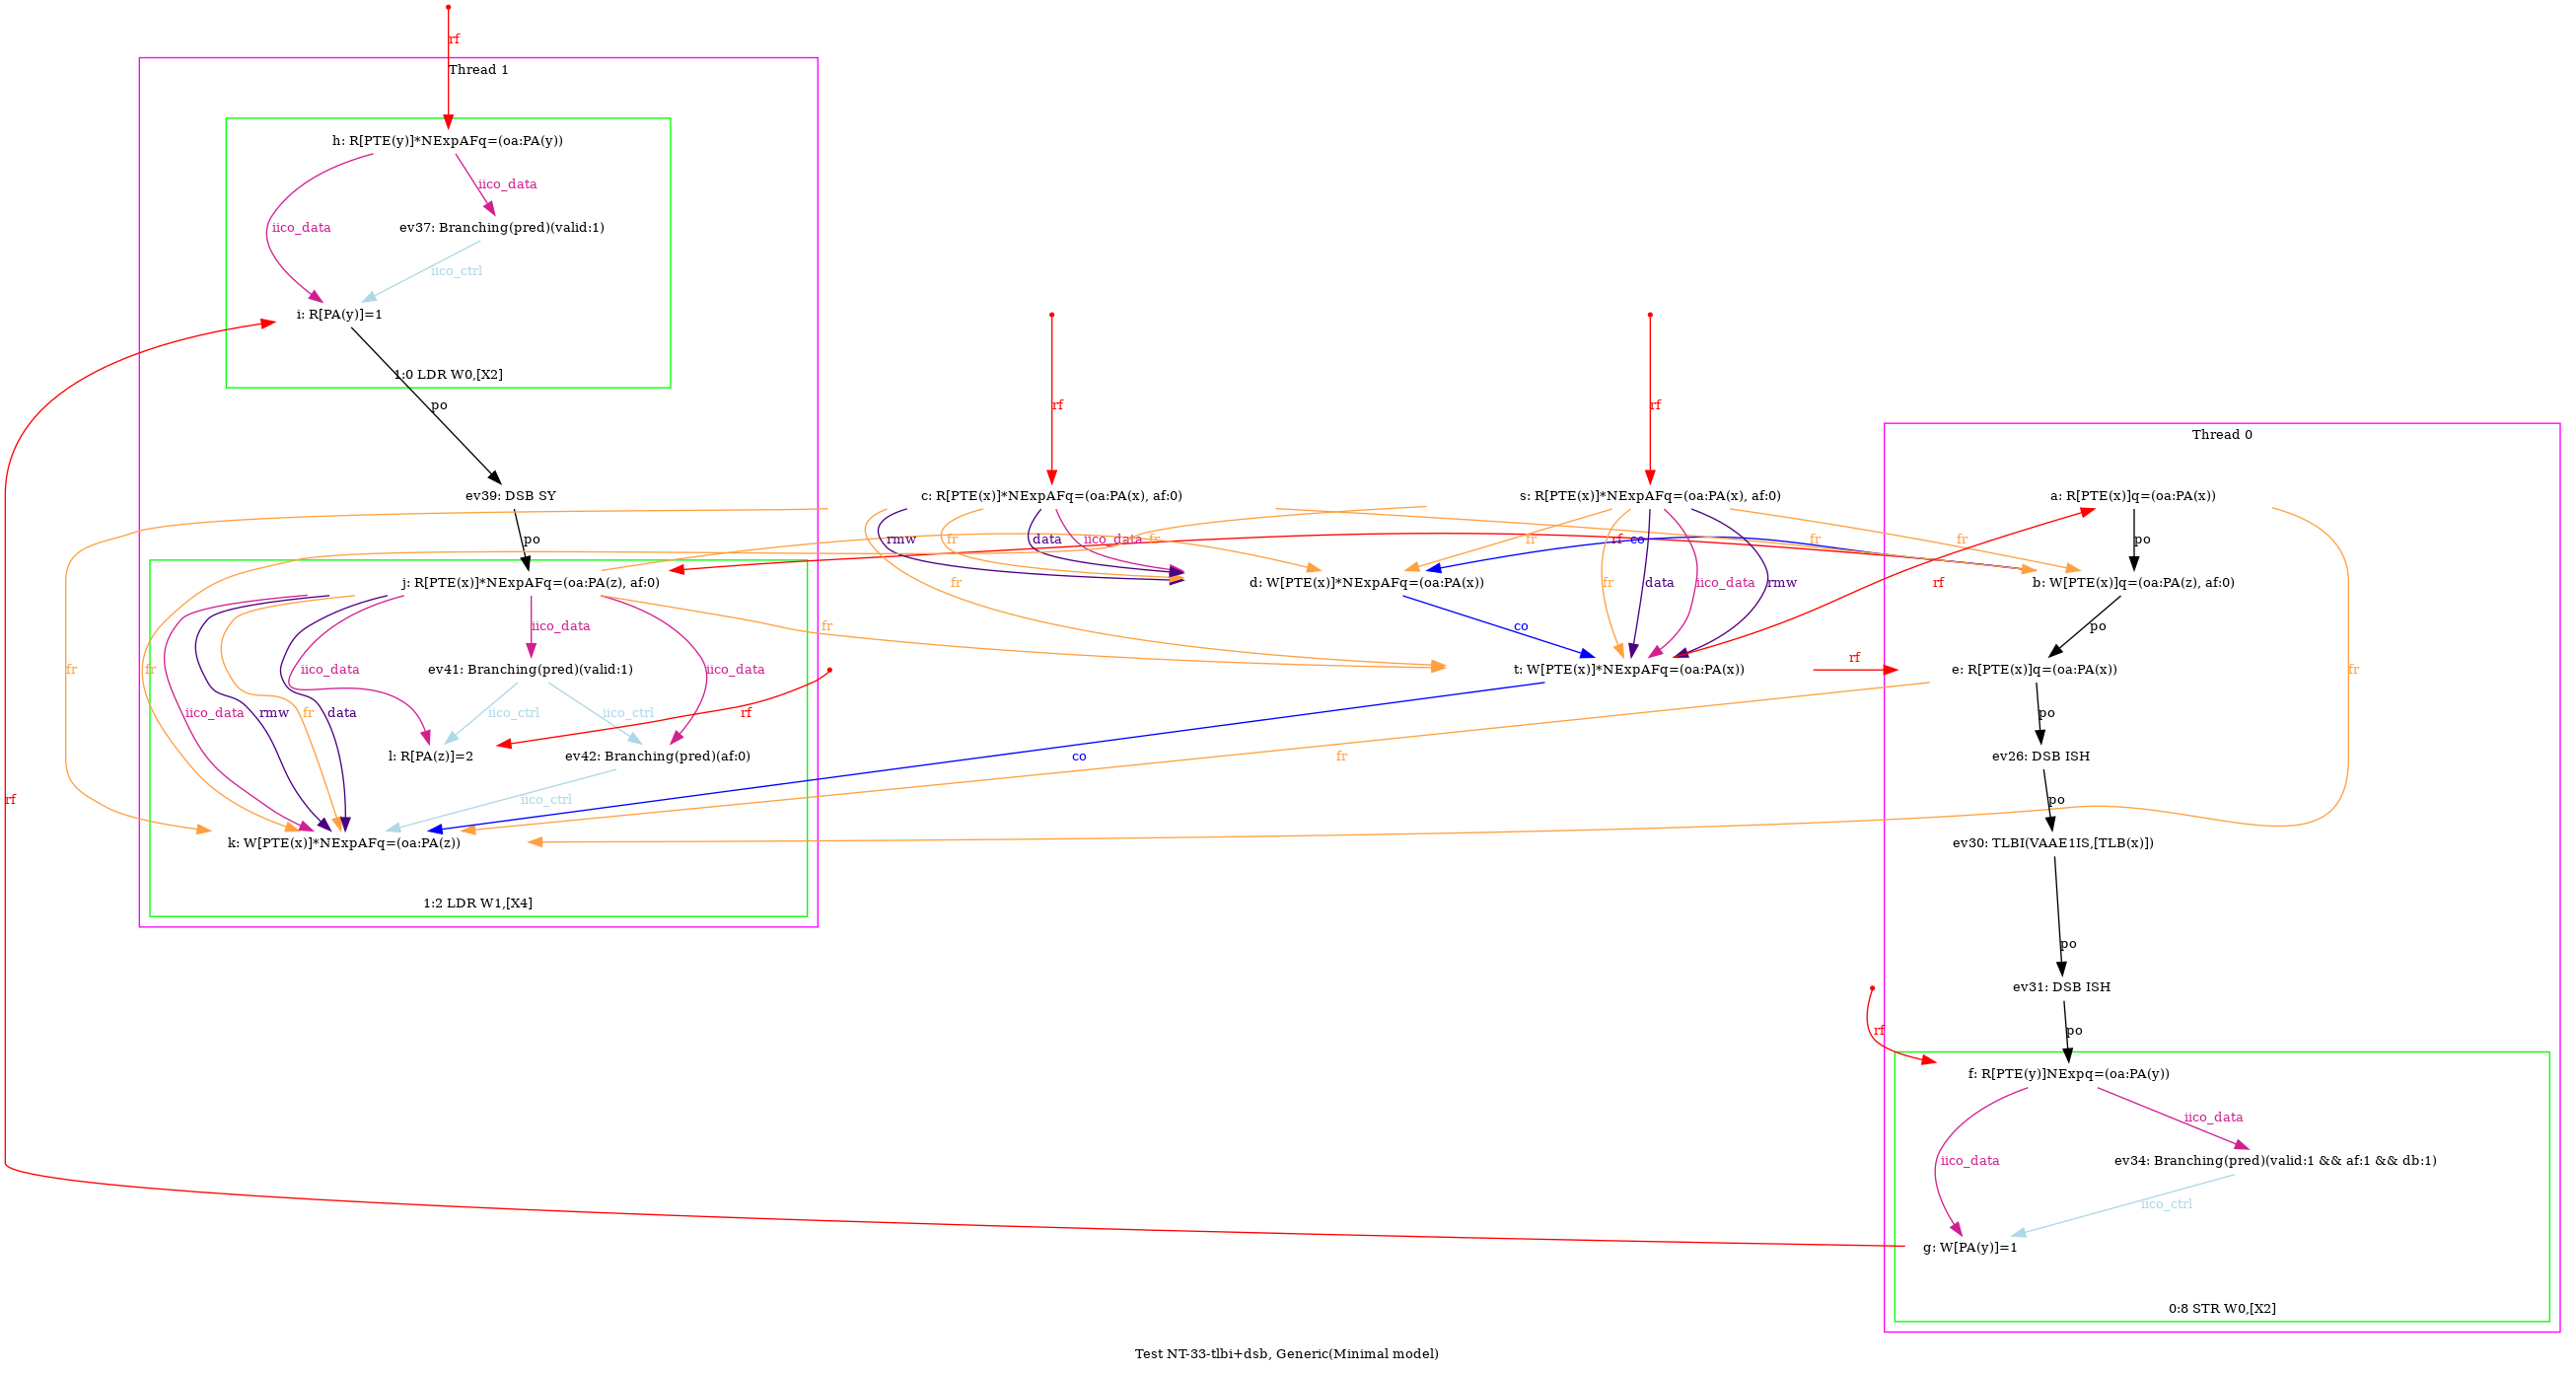 rf
Thread 1
h: R[PTE(y)]*NExpAFq=(oa:PA(y))
iico_data
iico_data
ev37: Branching(pred)(valid:1)
iico_ctrl
i: R[PA(y)]=1
1:0 LDR W0,[X2]
po
rf
rf
Thread 0
ev39: DSB SY
c: R[PTE(x)]*NExpAFq=(oa:PA(x), af:0)
s: R[PTE(x)]*NExpAFq=(oa:PA(x), af:0)
a: R[PTE(x)]q=(oa:PA(x))
po
rmw
fr
data
iico_data
fr
fr
rf
co
fr
fr
po
j: R[PTE(x)]*NExpAFq=(oa:PA(z), af:0)
d: W[PTE(x)]*NExpAFq=(oa:PA(x))
b: W[PTE(x)]q=(oa:PA(z), af:0)
fr
fr
data
iico_data
rmw
rf
iico_data
fr
co
po
fr
fr
iico_data
ev41: Branching(pred)(valid:1)
iico_data
t: W[PTE(x)]*NExpAFq=(oa:PA(x))
rf
e: R[PTE(x)]q=(oa:PA(x))
fr
iico_data
rmw
fr
data
iico_ctrl
iico_ctrl
rf
po
l: R[PA(z)]=2
ev42: Branching(pred)(af:0)
co
fr
ev26: DSB ISH
rf
iico_ctrl
po
k: W[PTE(x)]*NExpAFq=(oa:PA(z))
ev30: TLBI(VAAE1IS,[TLB(x)])
1:2 LDR W1,[X4]
po
ev31: DSB ISH
rf
po
f: R[PTE(y)]NExpq=(oa:PA(y))
iico_data
iico_data
ev34: Branching(pred)(valid:1 && af:1 && db:1)
iico_ctrl
g: W[PA(y)]=1
0:8 STR W0,[X2]
Test NT-33-tlbi+dsb, Generic(Minimal model)